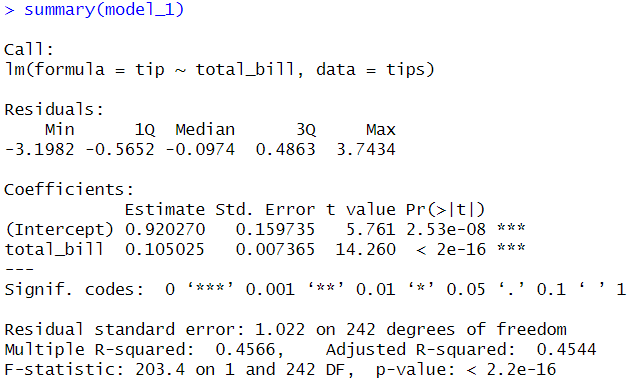 > summary(model_1)
Call:
lm(formula = tip ~ total_bill, data = tips)
Residuals:
    Min      1Q  Median      3Q     Max
-3.1982 -0.5652 -0.0974  0.4863  3.7434
Coefficients:
            Estimate Std. Error t value Pr(>|t|)
(Intercept) 0.920270   0.159735   5.761 2.53e-08 ***
total_bill  0.105025   0.007365  14.260  < 2e-16 ***
---
Signif. codes:  0 ‘***’ 0.001 ‘**’ 0.01 ‘*’ 0.05 ‘.’ 0.1 ‘ ’ 1
Residual standard error: 1.022 on 242 degrees of freedom
Multiple R-squared:  0.4566,    Adjusted R-squared:  0.4544
F-statistic: 203.4 on 1 and 242 DF,  p-value: < 2.2e-16